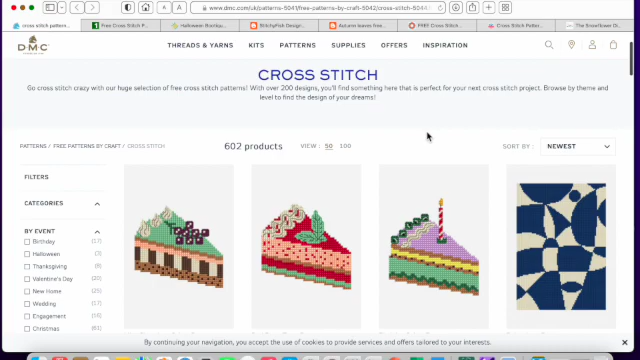 www.dmc.com/uk/patterns-5041/free-patterns-by-craft-5042/cross-stitch-5044/
cross stitch pattern...
Free Cross Stitch P...
Halloween Bookpa...
StitchyFish Design...
Autumn leaves Nee...
FREE Cross Stitch...
Cross Stitch Patte...
The Snowflake Di...
DMC
THREADS & YARNS KITS PATTERNS SUPPLIES OFFERS INSPIRATION
CROSS STITCH
Go cross stitch crazy with our huge selection of free cross stitch patterns! With over 200 designs, you'll find something here that is perfect for your next cross stitch project. Browse by theme and
level to find the design of your dreams!
PATTERNS / FREE PATTERNS BY CRAFT / CROSS STITCH
602 products
VIEW : 50 100
SORT BY : NEWEST
FILTERS
CATEGORIES
BY EVENT
Birthday (17)
Halloween (3)
Thanksgiving (9)
Valentine's Day (25)
New Home (25)
Wedding (17)
Engagement (16)
Christmas (61)
By continuing your navigation, you accept the use of cookies to provide services and offers tailored to your interests.